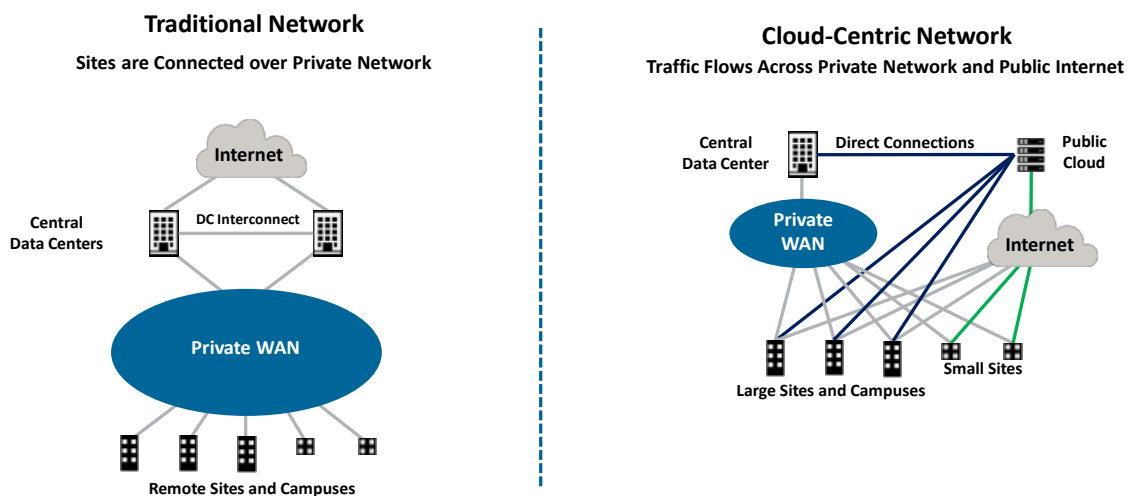 Traditional Network
Sites are Connected over Private Network
Internet
Central
Data Centers
DC Interconnect
Private WAN
Remote Sites and Campuses
Cloud-Centric Network
Traffic Flows Across Private Network and Public Internet
Central
Data Center
Direct Connections
Public
Cloud
Private
WAN
Internet
Small Sites
Large Sites and Campuses